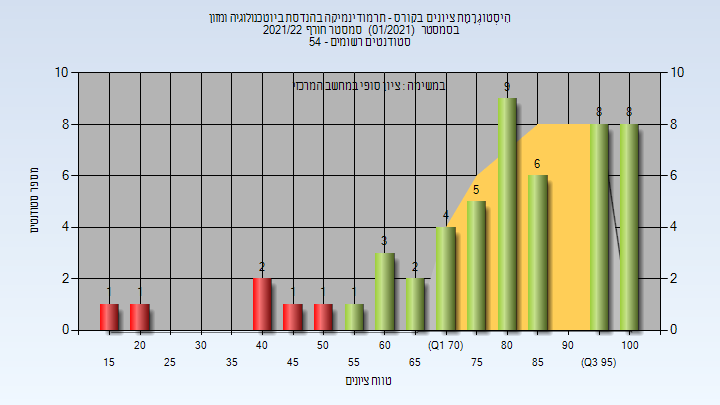 הִיסְטוֹגְרָמַת ציונים בקורס - תרמודינמיקה בהנדסת ביוטכנולוגיה ומזון
בסמסטר (01/2021) סמסטר חורף 2021/22
סטודנטים רשומים - 54
במשימה : ציון סופי במחשב המרכזי
מספר סטודנטים
10 10
8 8
6 6
4 4
2 2
0 0
1 1 2 1 1 1 3 2 4 5 9 6 8 8
20 30 40 50 60 (Q1 70) 80 90 100
15 25 35 45 55 65 75 85 (Q3 95)
טווח ציונים